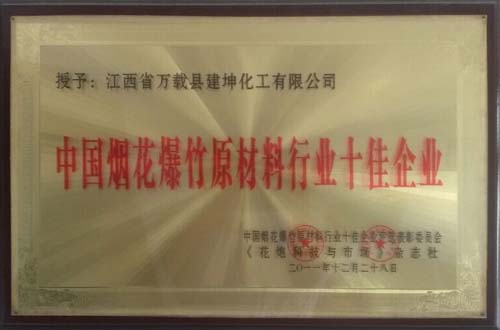 授予：江西省万载县建坤化工有限公司
中国烟花爆竹原材料行业十佳企业
中国烟花爆竹原材料行业十佳企业评选表彰委员会
《花炮科技与市场》杂志社
二〇一一年十二月二十八日